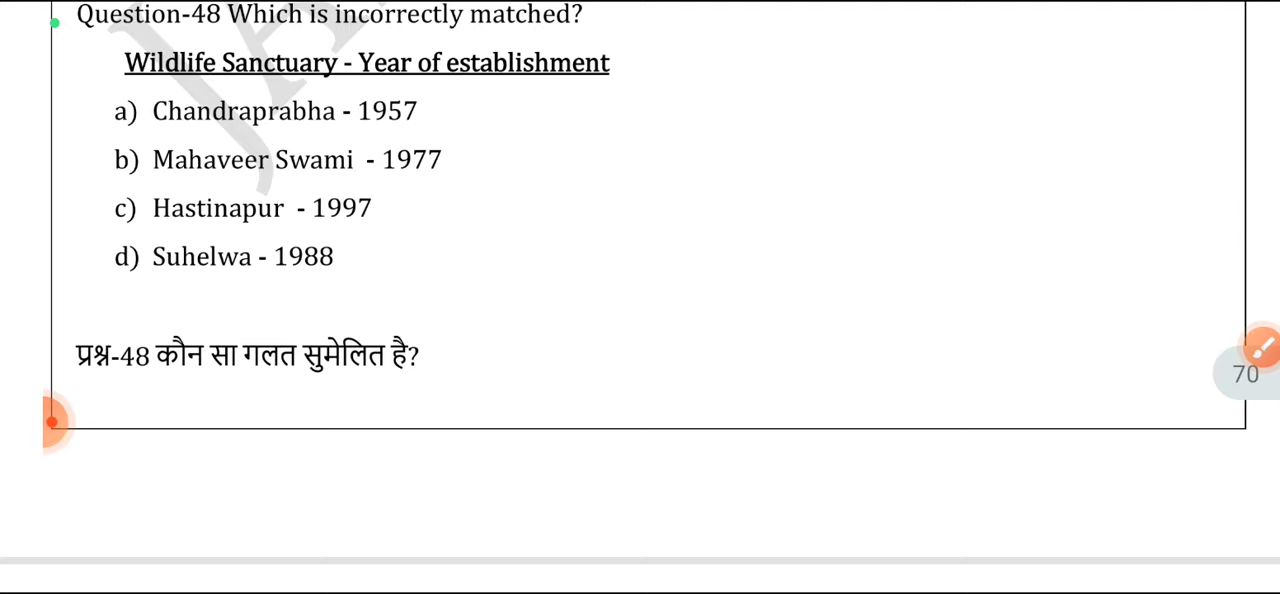 Question-48 Which is incorrectly matched?
Wildlife Sanctuary - Year of establishment
a) Chandraprabha - 1957
b) Mahaveer Swami - 1977
c) Hastinapur - 1997
d) Suhelwa - 1988
प्रश्न-48 कौन सा गलत सुमेलित है?
70